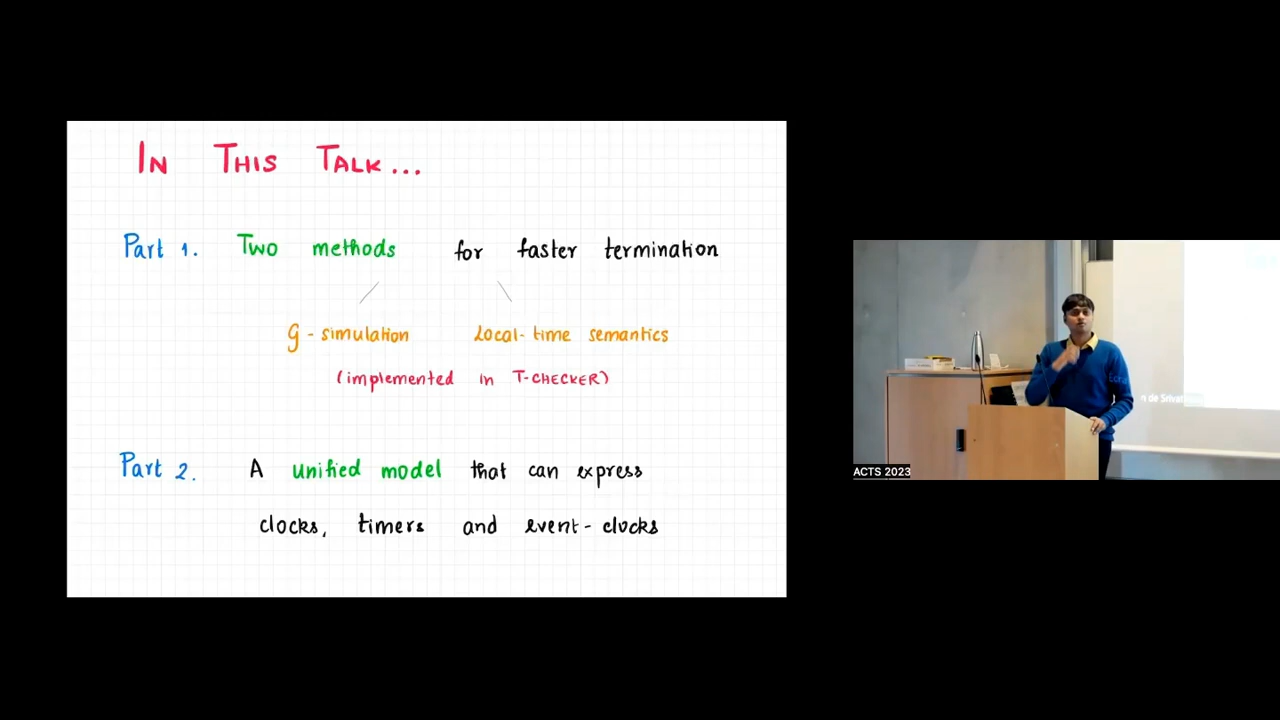 IN THIS TALK...
Part 1. Two methods for faster termination
G-simulation local-time semantics
(implemented in T-CHECKER)
Part 2. A unified model that can express
clocks, timers and event-clocks
ACTS 2023